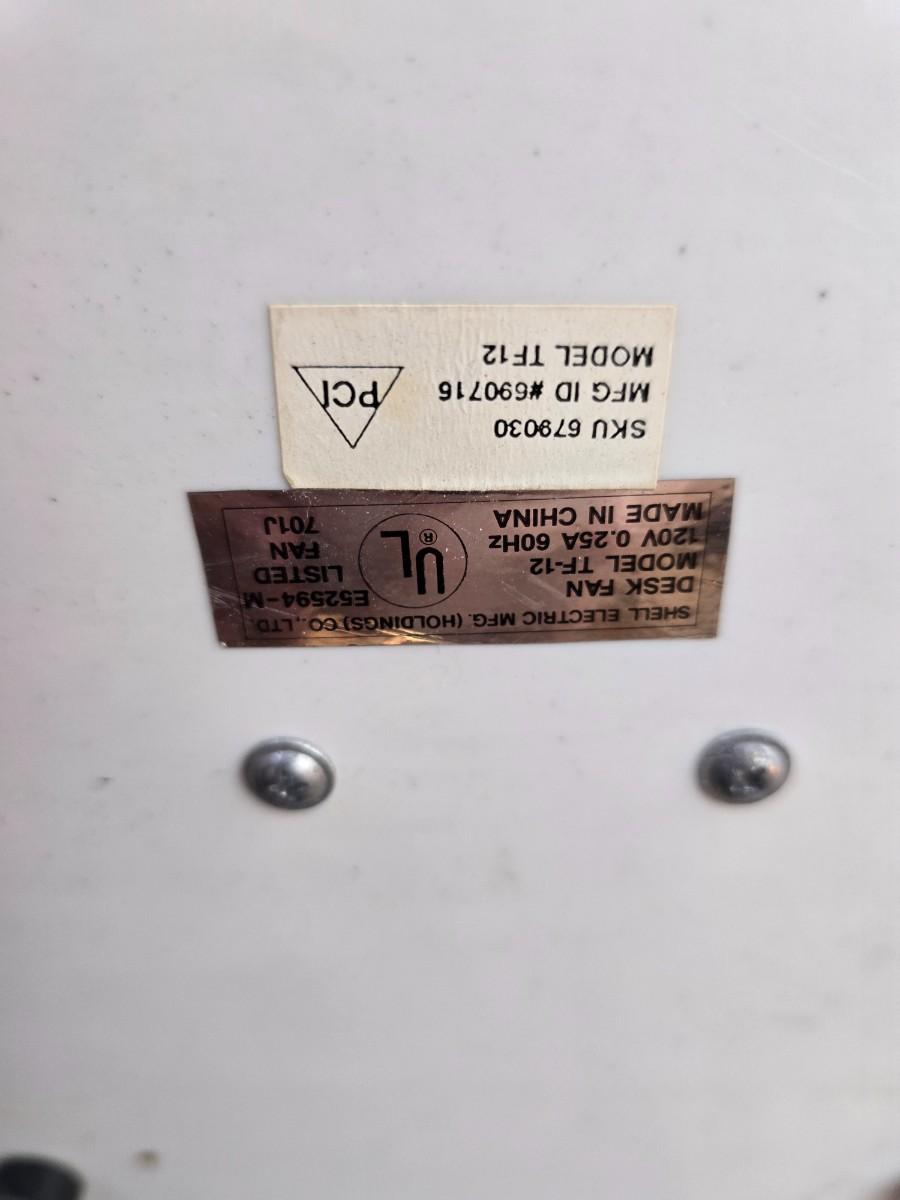 SHELL ELECTRIC MFG. (HOLDINGS) CO., LTD.
DESK FAN
MODEL TF-12
120V 0.25A 60Hz
MADE IN CHINA
UL
®
E52594-M
LISTED
FAN
701J
SKU 679030
MFG ID #690716
MODEL TF12
PCI